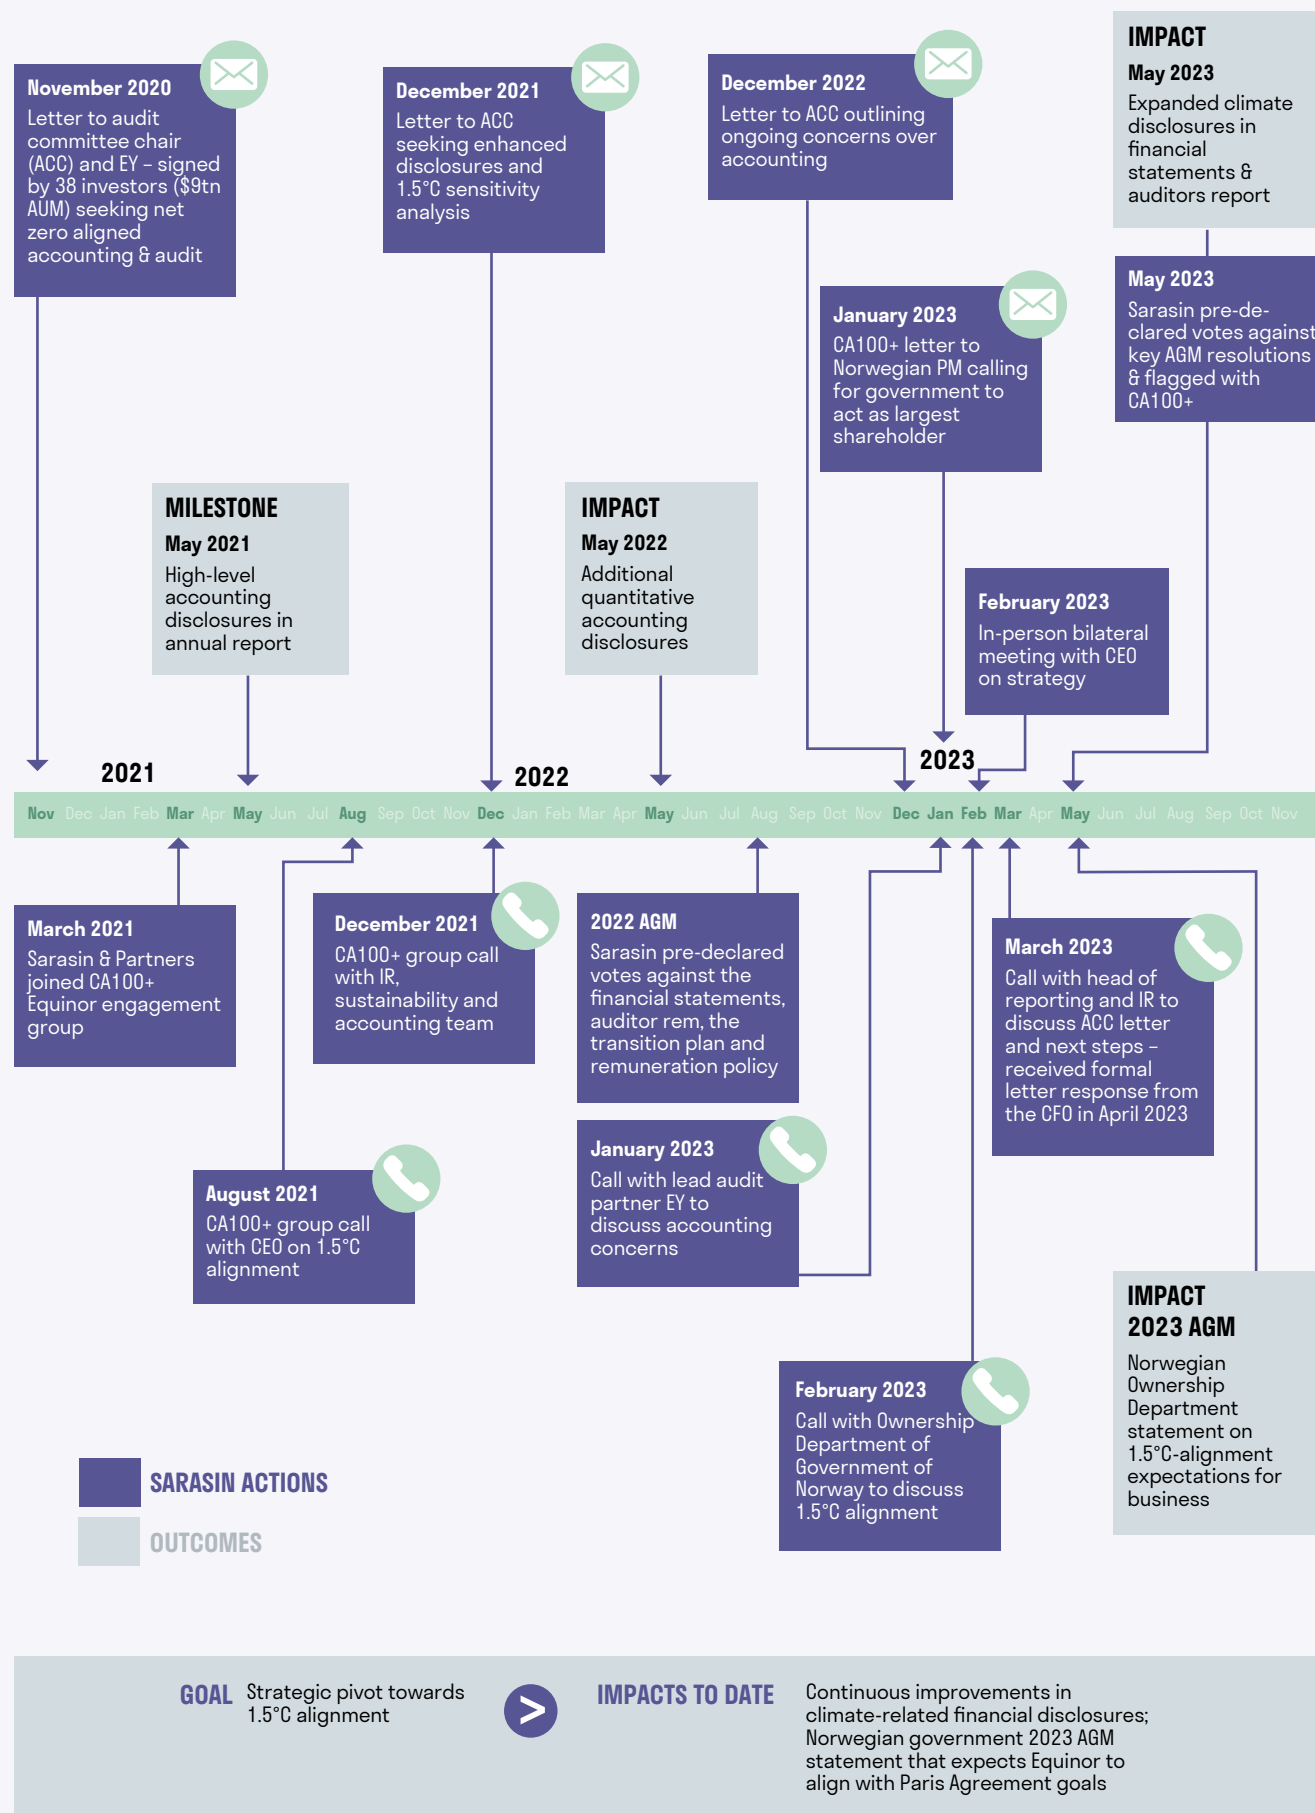 November 2020
Letter to audit
committee chair
(ACC) and EY – signed
by 38 investors ($9tn
AUM) seeking net
zero aligned
accounting & audit
December 2021
Letter to ACC
seeking enhanced
disclosures and
1.5°C sensitivity
analysis
December 2022
Letter to ACC outlining
ongoing concerns over
accounting
IMPACT
May 2023
Expanded climate
disclosures in
financial
statements &
auditors report
January 2023
CA100+ letter to
Norwegian PM calling
for government to
act as largest
shareholder
May 2023
Sarasin pre-de-
clared votes against
key AGM resolutions
& flagged with
CA100+
MILESTONE
May 2021
High-level
accounting
disclosures in
annual report
IMPACT
May 2022
Additional
quantitative
accounting
disclosures
February 2023
In-person bilateral
meeting with CEO
on strategy
2021
2022
2023
Nov Dec Jan Feb Mar Apr May Jun Jul Aug Sep Oct Nov Dec Jan Feb Mar Apr May Jun Jul Aug Sep Oct Nov Dec Jan Feb Mar Apr May Jun Jul Aug Sep Oct Nov
March 2021
Sarasin & Partners
joined CA100+
Equinor engagement
group
December 2021
CA100+ group call
with IR,
sustainability and
accounting team
2022 AGM
Sarasin pre-declared
votes against the
financial statements,
auditor rem, the
transition plan and
remuneration policy
March 2023
Call with head of
reporting and IR to
discuss ACC letter
and next steps –
received formal
letter response from
the CFO in April 2023
August 2021
CA100+ group call
with CEO on 1.5°C
alignment
January 2023
Call with lead audit
partner EY to
discuss accounting
concerns
IMPACT
2023 AGM
Norwegian
Ownership
Department
statement on
1.5°C-alignment
expectations for
business
February 2023
Call with Ownership
Department of
Government of
Norway to discuss
1.5°C alignment
SARASIN ACTIONS
OUTCOMES
GOAL
Strategic pivot towards
1.5°C alignment
>
IMPACTS TO DATE
Continuous improvements in
climate-related financial disclosures;
Norwegian government 2023 AGM
statement that expects Equinor to
align with Paris Agreement goals